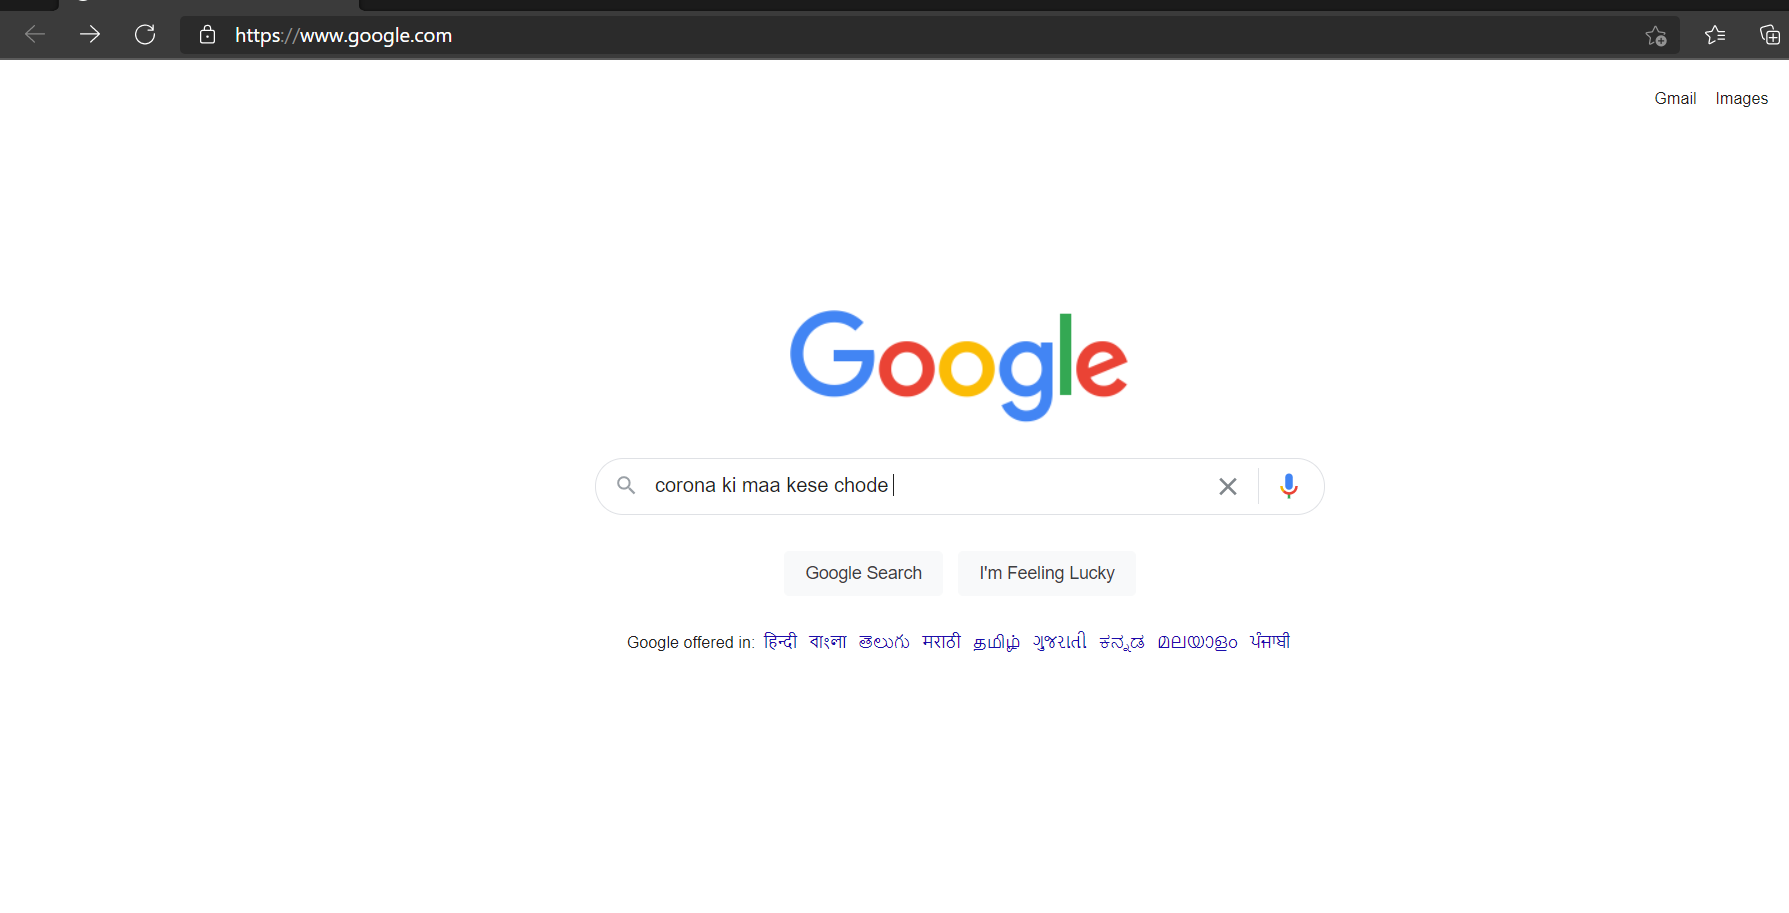 https://www.google.com
Gmail Images
Google
corona ki maa kese chode
Google Search I'm Feeling Lucky
Google offered in: हिन्दी বাংলা తెలుగు मराठी தமிழ் ગુજરાતી ಕನ್ನಡ മലയാളം ਪੰਜਾਬੀ